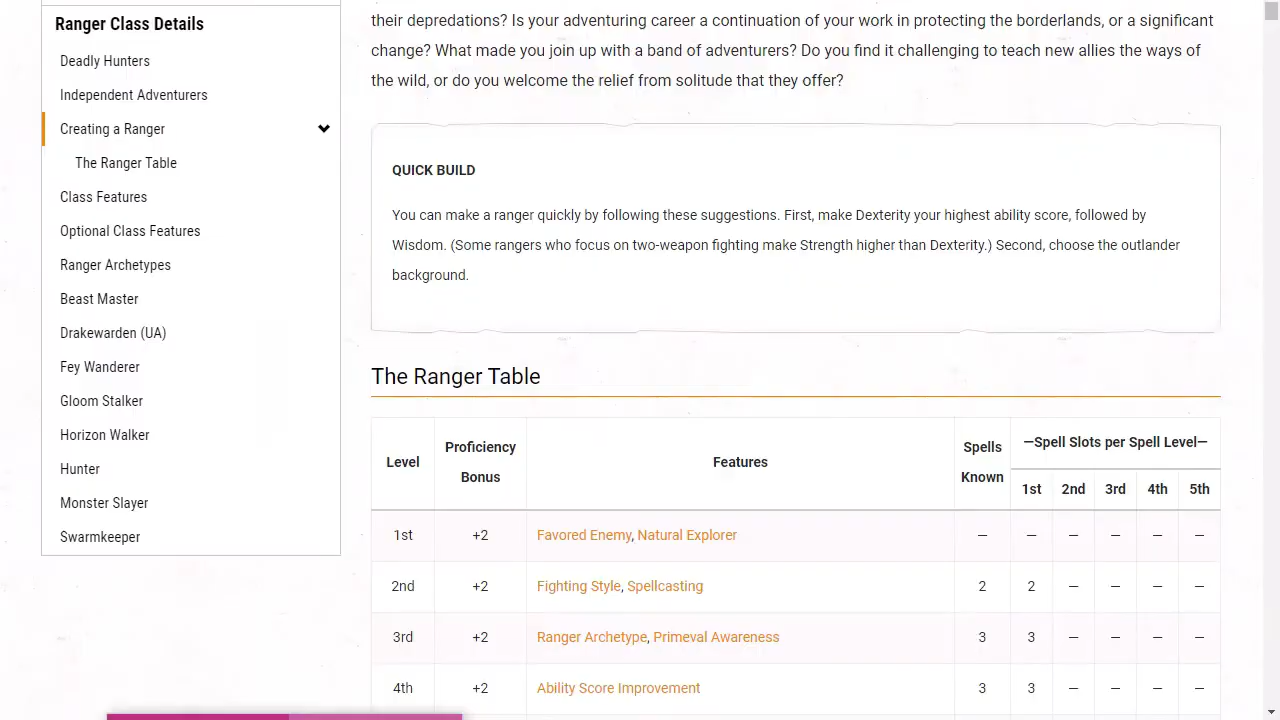 Ranger Class Details
Deadly Hunters
Independent Adventurers
Creating a Ranger
The Ranger Table
Class Features
Optional Class Features
Ranger Archetypes
Beast Master
Drakewarden (UA)
Fey Wanderer
Gloom Stalker
Horizon Walker
Hunter
Monster Slayer
Swarmkeeper
their depredations? Is your adventuring career a continuation of your work in protecting the borderlands, or a significant
change? What made you join up with a band of adventurers? Do you find it challenging to teach new allies the ways of
the wild, or do you welcome the relief from solitude that they offer?
QUICK BUILD
You can make a ranger quickly by following these suggestions. First, make Dexterity your highest ability score, followed by
Wisdom. (Some rangers who focus on two-weapon fighting make Strength higher than Dexterity.) Second, choose the outlander
background.
The Ranger Table
Level Proficiency Bonus Features Spells Known —Spell Slots per Spell Level—
1st 2nd 3rd 4th 5th
1st +2 Favored Enemy, Natural Explorer — — — — — —
2nd +2 Fighting Style, Spellcasting 2 2 — — — —
3rd +2 Ranger Archetype, Primeval Awareness 3 3 — — — —
4th +2 Ability Score Improvement 3 3 — — — —